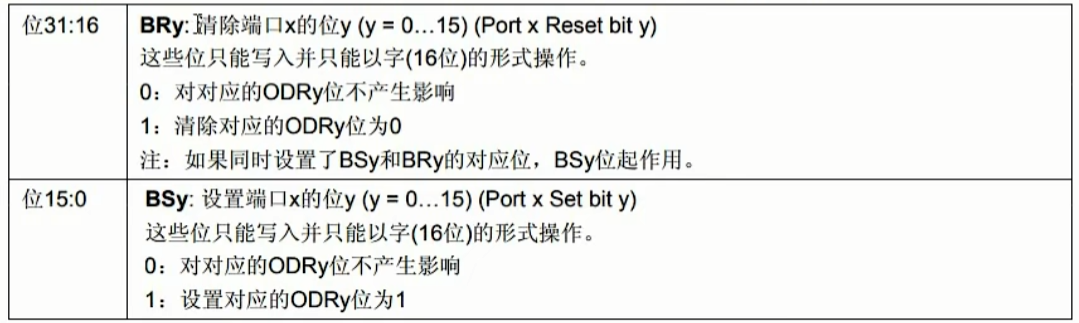 位31:16
BRy: 清除端口x的位y (y = 0…15) (Port x Reset bit y)
这些位只能写入并只能以字(16位)的形式操作。
0：对对应的ODRy位不产生影响
1：清除对应的ODRy位为0
注：如果同时设置了BSy和BRy的对应位，BSy位起作用。
位15:0
BSy: 设置端口x的位y (y = 0…15) (Port x Set bit y)
这些位只能写入并只能以字(16位)的形式操作。
0：对对应的ODRy位不产生影响
1：设置对应的ODRy位为1